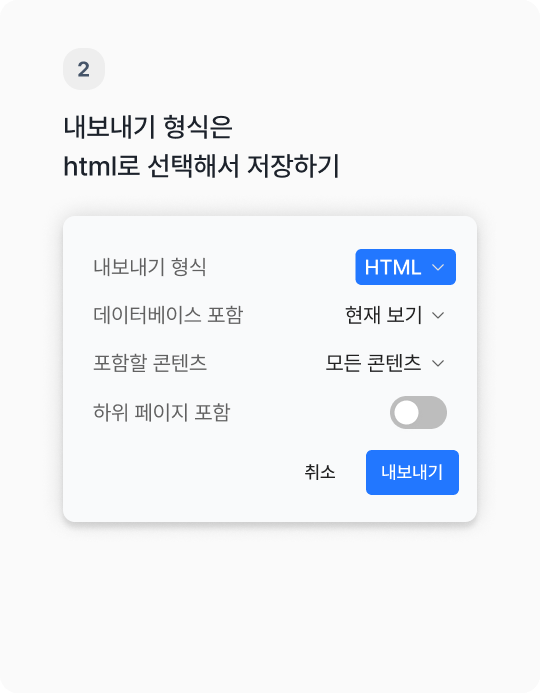 2
내보내기 형식은
html로 선택해서 저장하기
내보내기 형식 HTML
데이터베이스 포함 현재 보기
포함할 콘텐츠 모든 콘텐츠
하위 페이지 포함
취소 내보내기